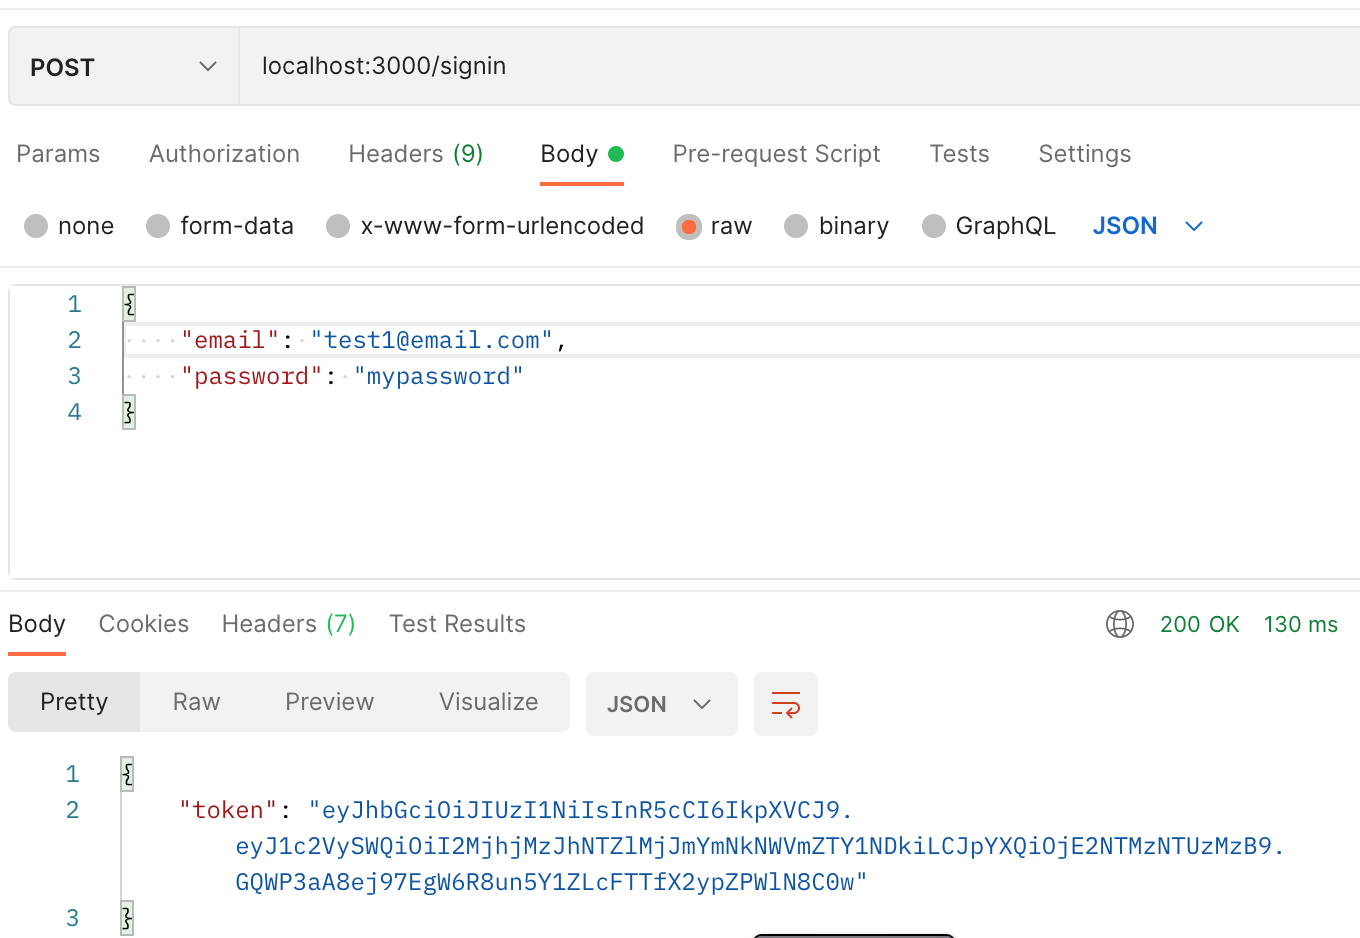 POST localhost:3000/signin
Params Authorization Headers (9) Body Pre-request Script Tests Settings
none form-data x-www-form-urlencoded raw binary GraphQL JSON
1 {
2 "email": "test1@email.com",
3 "password": "mypassword"
4 }
Body Cookies Headers (7) Test Results 200 OK 130 ms
Pretty Raw Preview Visualize JSON
1 {
2 "token": "eyJhbGciOiJIUzI1NiIsInR5cCI6IkpXVCJ9.
eyJ1c2VySWQiOiI2MjhjMzJhNTZlMjJmYmNkNWVmZTY1NDkiLCJpYXQiOjE2NTMzNTUzMzB9.
GQWP3aA8ej97EgW6R8un5Y1ZLcFTTfX2ypZPWlN8C0w"
3 }